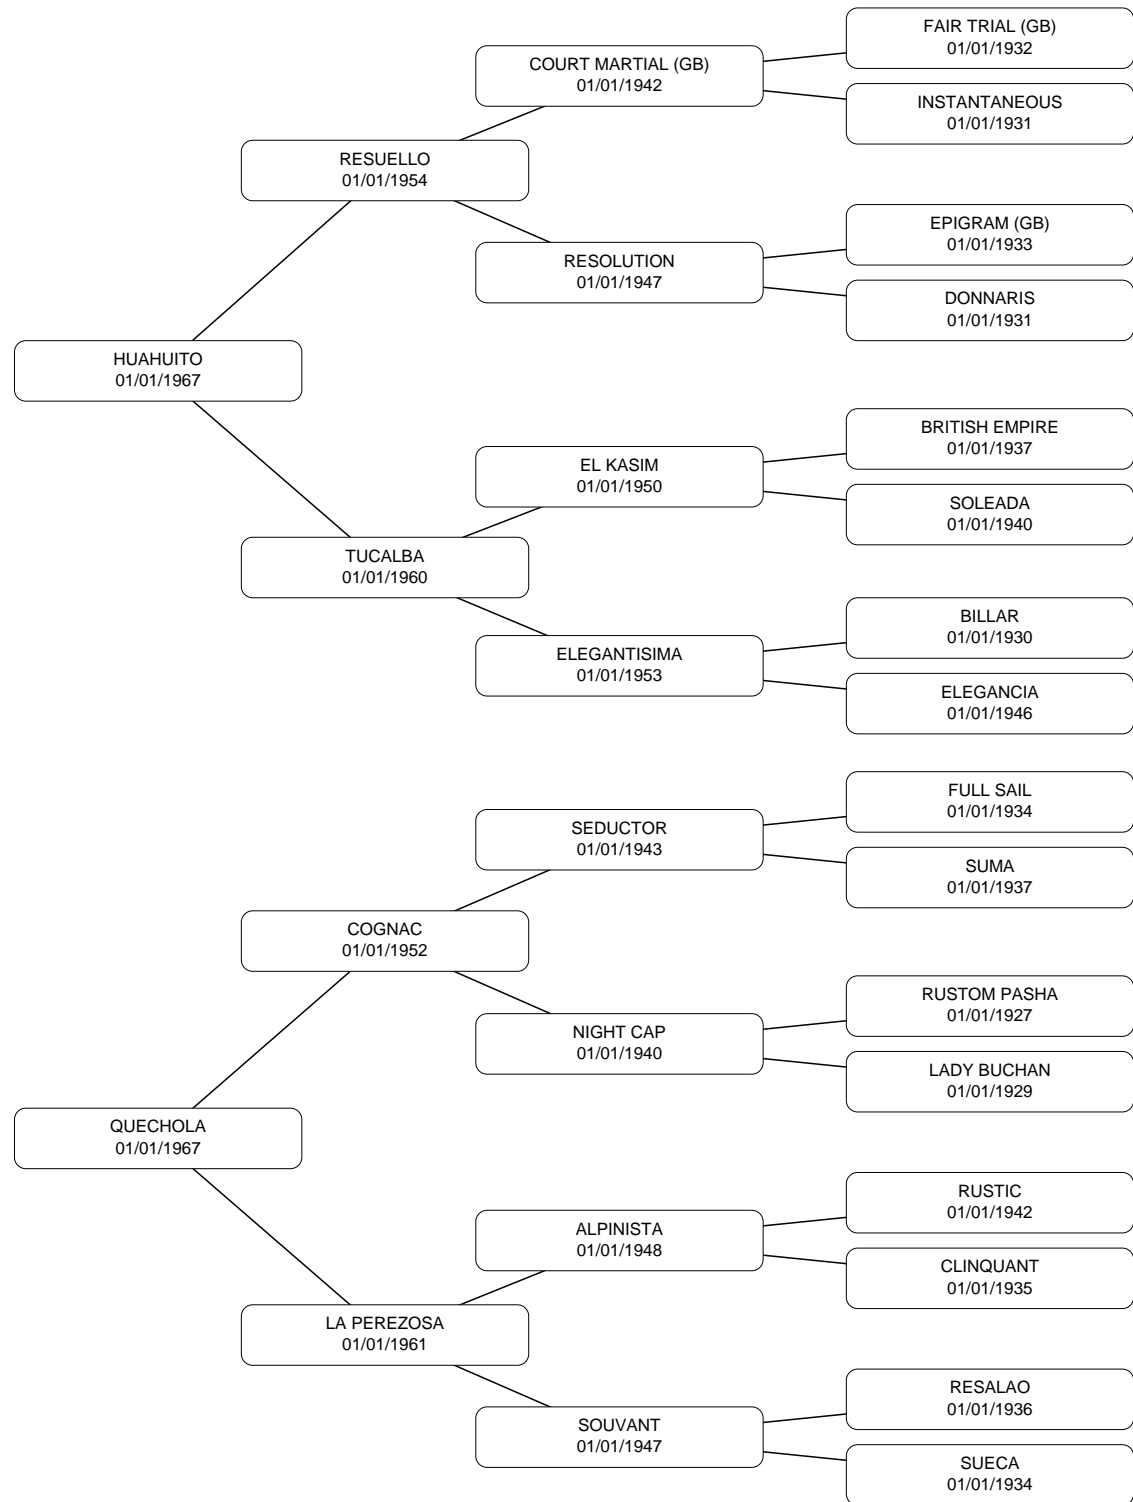 FAIR TRIAL (GB)
01/01/1932
COURT MARTIAL (GB)
01/01/1942
INSTANTANEOUS
01/01/1931
RESUELLO
01/01/1954
EPIGRAM (GB)
01/01/1933
RESOLUTION
01/01/1947
DONNARIS
01/01/1931
HUAHUITO
01/01/1967
BRITISH EMPIRE
01/01/1937
EL KASIM
01/01/1950
SOLEADA
01/01/1940
TUCALBA
01/01/1960
BILLAR
01/01/1930
ELEGANTISIMA
01/01/1953
ELEGANCIA
01/01/1946
FULL SAIL
01/01/1934
SEDUCTOR
01/01/1943
SUMA
01/01/1937
COGNAC
01/01/1952
RUSTOM PASHA
01/01/1927
NIGHT CAP
01/01/1940
LADY BUCHAN
01/01/1929
QUECHOLA
01/01/1967
RUSTIC
01/01/1942
ALPINISTA
01/01/1948
CLINQUANT
01/01/1935
LA PEREZOSA
01/01/1961
RESALAO
01/01/1936
SOUVANT
01/01/1947
SUECA
01/01/1934